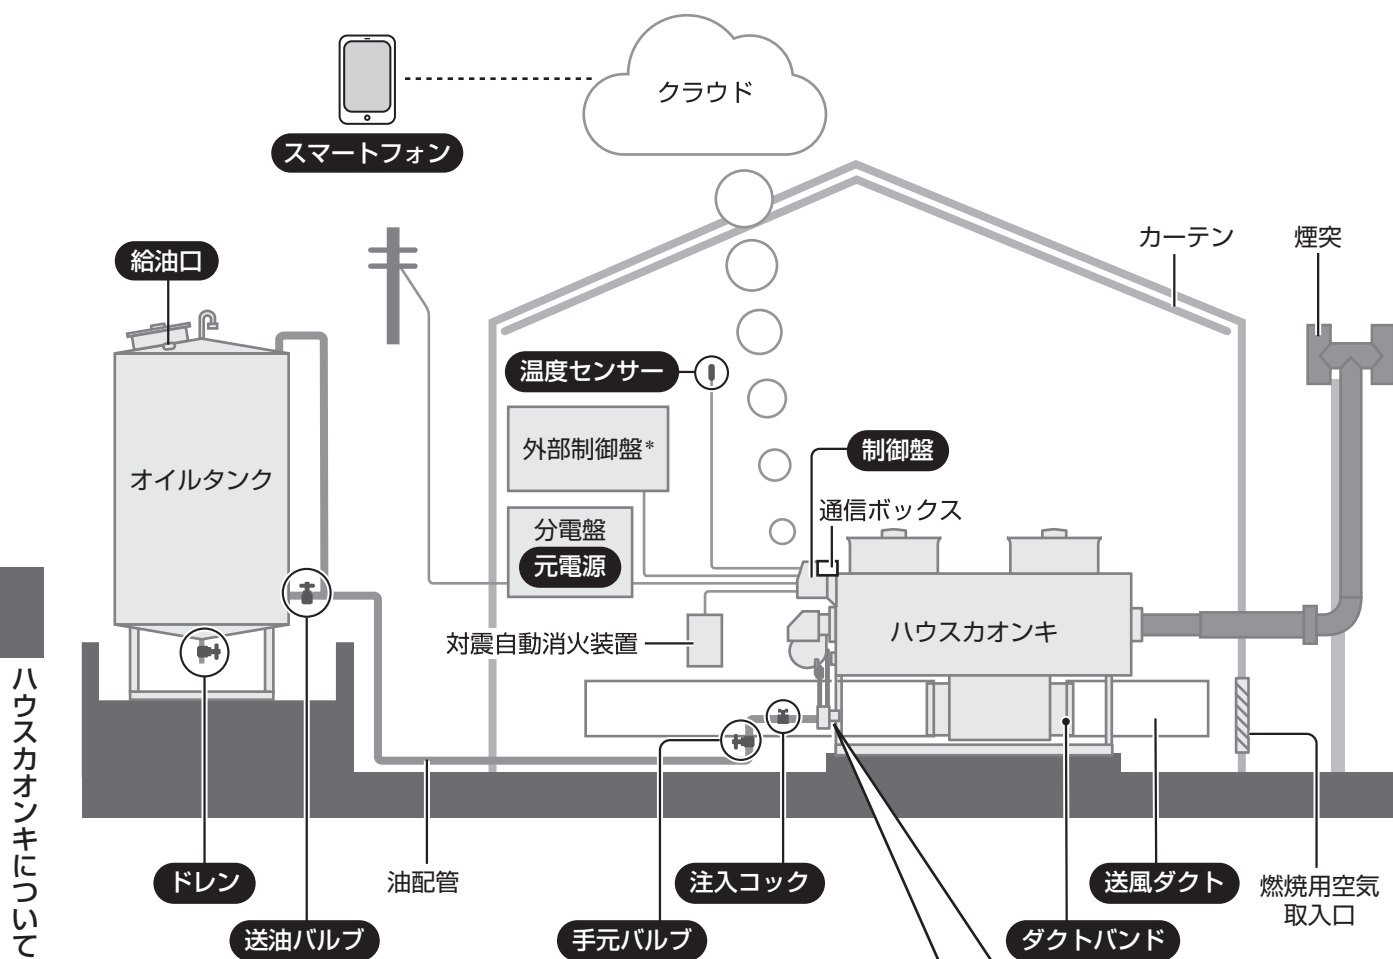 クラウド
スマートフォン
カーテン
煙突
給油口
温度センサー
外部制御盤*
制御盤
オイルタンク
通信ボックス
分電盤
元電源
対震自動消火装置
ハウスカオンキ
ハウスカオンキについて
ドレン
油配管
注入コック
送風ダクト
燃焼用空気
取入口
送油バルブ
手元バルブ
ダクトバンド